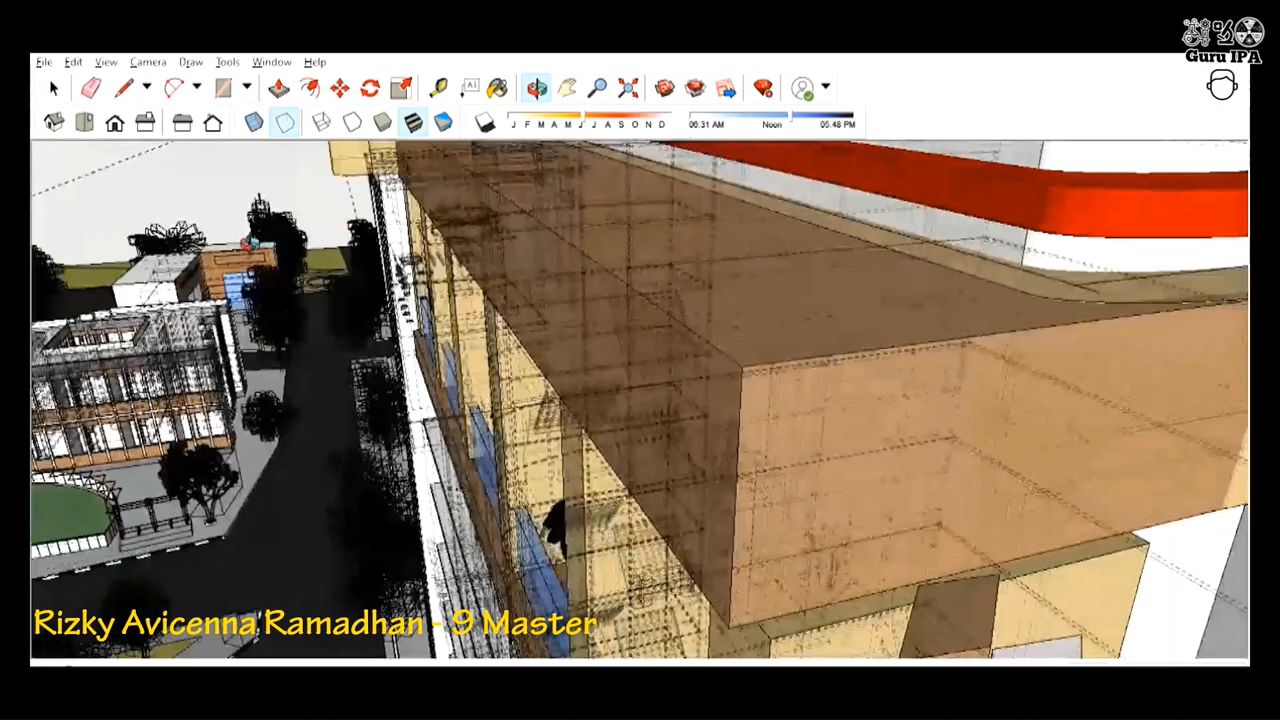 Guru IPA
File Edit View Camera Draw Tools Window Help
A1
J F M A M J J A S O N D 06:31 AM Noon 05:48 PM
Rizky Avicenna Ramadhan - 9 Master